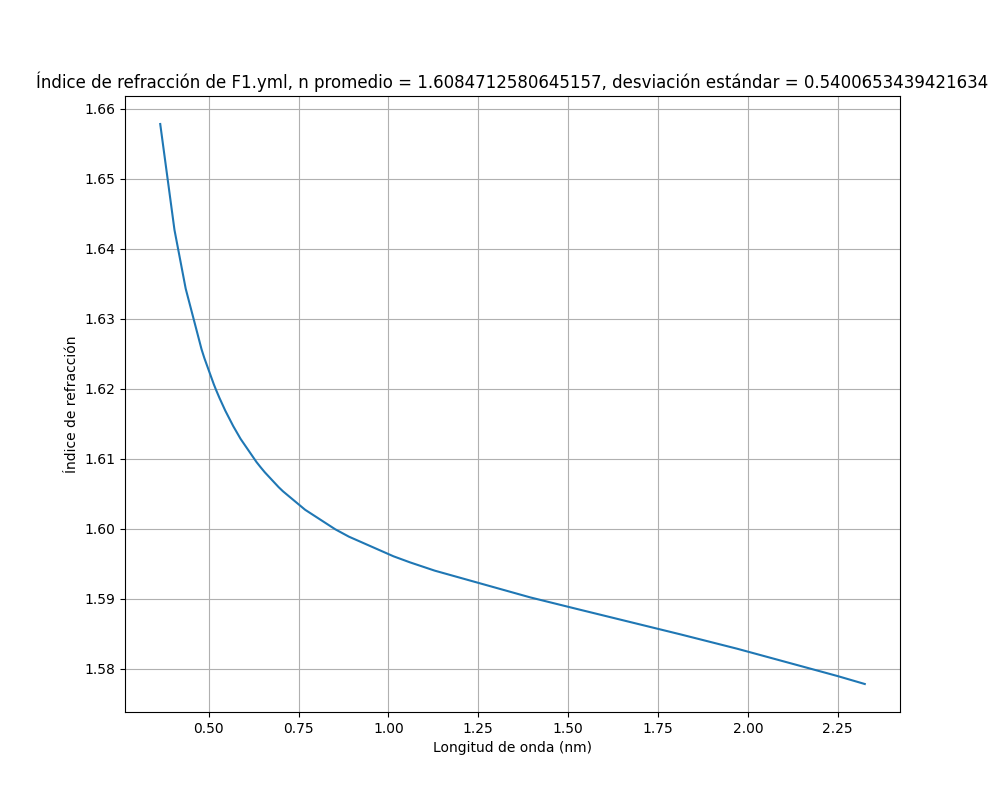 Índice de refracción de F1.yml, n promedio = 1.6084712580645157, desviación estándar = 0.5400653439421634
1.66
1.65
1.64
1.63
1.62
1.61
1.60
1.59
1.58
Índice de refracción
0.50 0.75 1.00 1.25 1.50 1.75 2.00 2.25
Longitud de onda (nm)